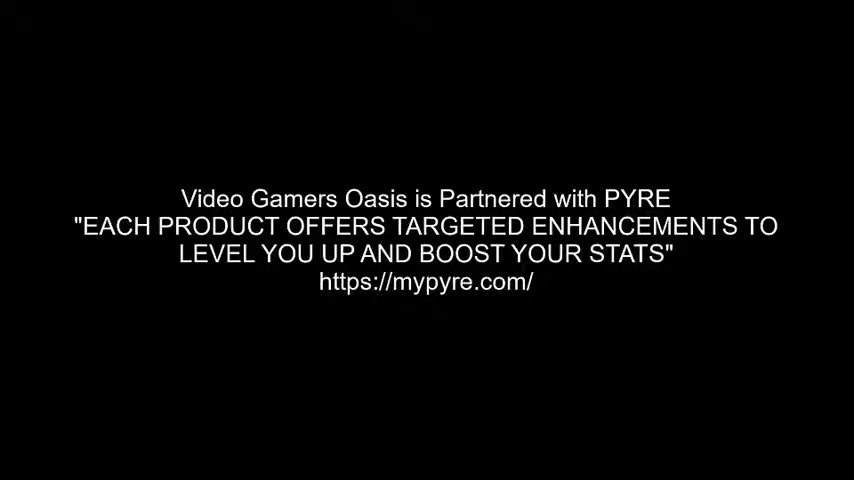 Video Gamers Oasis is Partnered with PYRE
"EACH PRODUCT OFFERS TARGETED ENHANCEMENTS TO
LEVEL YOU UP AND BOOST YOUR STATS"
https://mypyre.com/